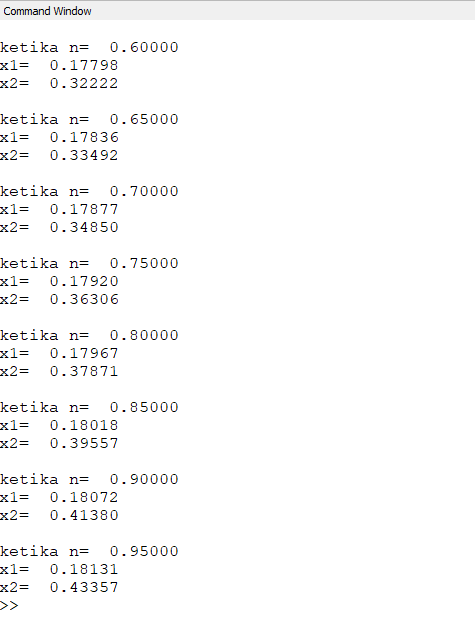 Command Window
ketika n=  0.60000
x1=  0.17798
x2=  0.32222
ketika n=  0.65000
x1=  0.17836
x2=  0.33492
ketika n=  0.70000
x1=  0.17877
x2=  0.34850
ketika n=  0.75000
x1=  0.17920
x2=  0.36306
ketika n=  0.80000
x1=  0.17967
x2=  0.37871
ketika n=  0.85000
x1=  0.18018
x2=  0.39557
ketika n=  0.90000
x1=  0.18072
x2=  0.41380
ketika n=  0.95000
x1=  0.18131
x2=  0.43357
>>